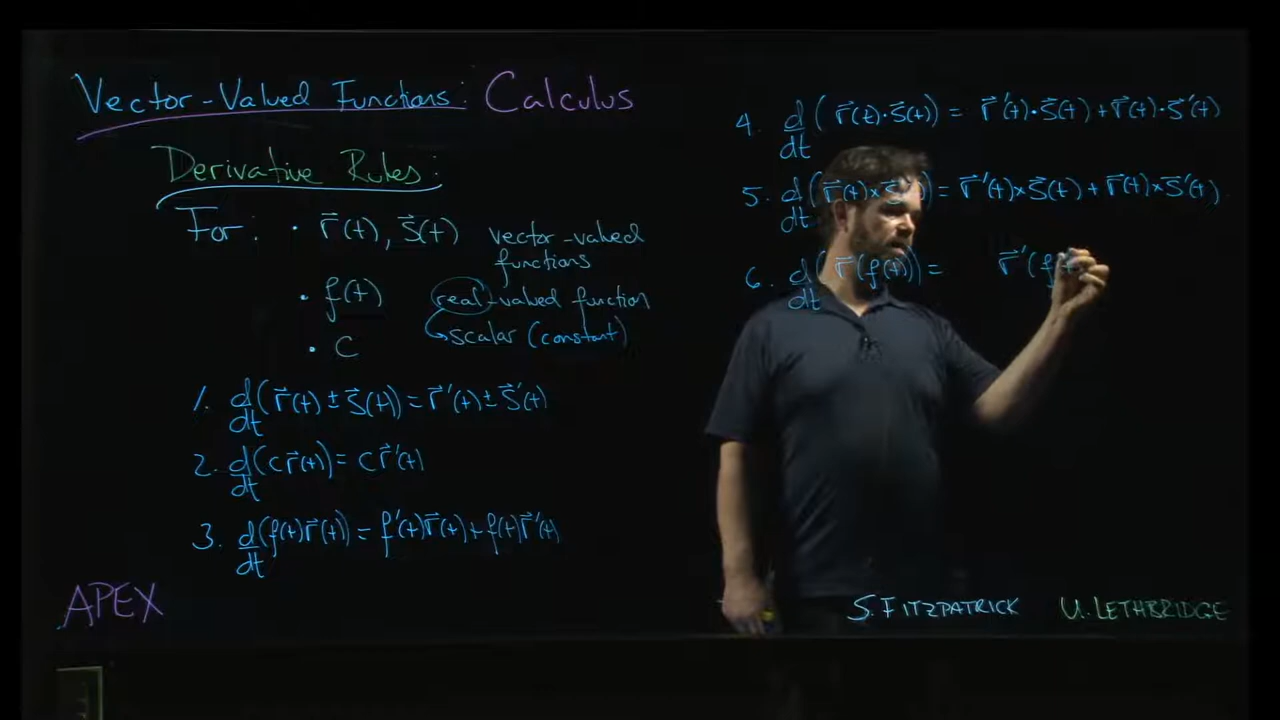 Vector-Valued Functions: Calculus
Derivative Rules:
For: • r⃗(t), s⃗(t) vector-valued
functions
• f(t) real-valued function
• c scalar (constant)
1. d/dt (r⃗(t) ± s⃗(t)) = r⃗'(t) ± s⃗'(t)
2. d/dt (c r⃗(t)) = c r⃗'(t)
3. d/dt (f(t) r⃗(t)) = f'(t) r⃗(t) + f(t) r⃗'(t)
4. d/dt (r⃗(t) · s⃗(t)) = r⃗'(t) · s⃗(t) + r⃗(t) · s⃗'(t)
5. d/dt (r⃗(t) × s⃗ ) = r⃗'(t) × s⃗(t) + r⃗(t) × s⃗'(t).
6. d/dt (r⃗(f(t)) = r⃗'(f
APEX
S. FITZPATRICK U. LETHBRIDGE